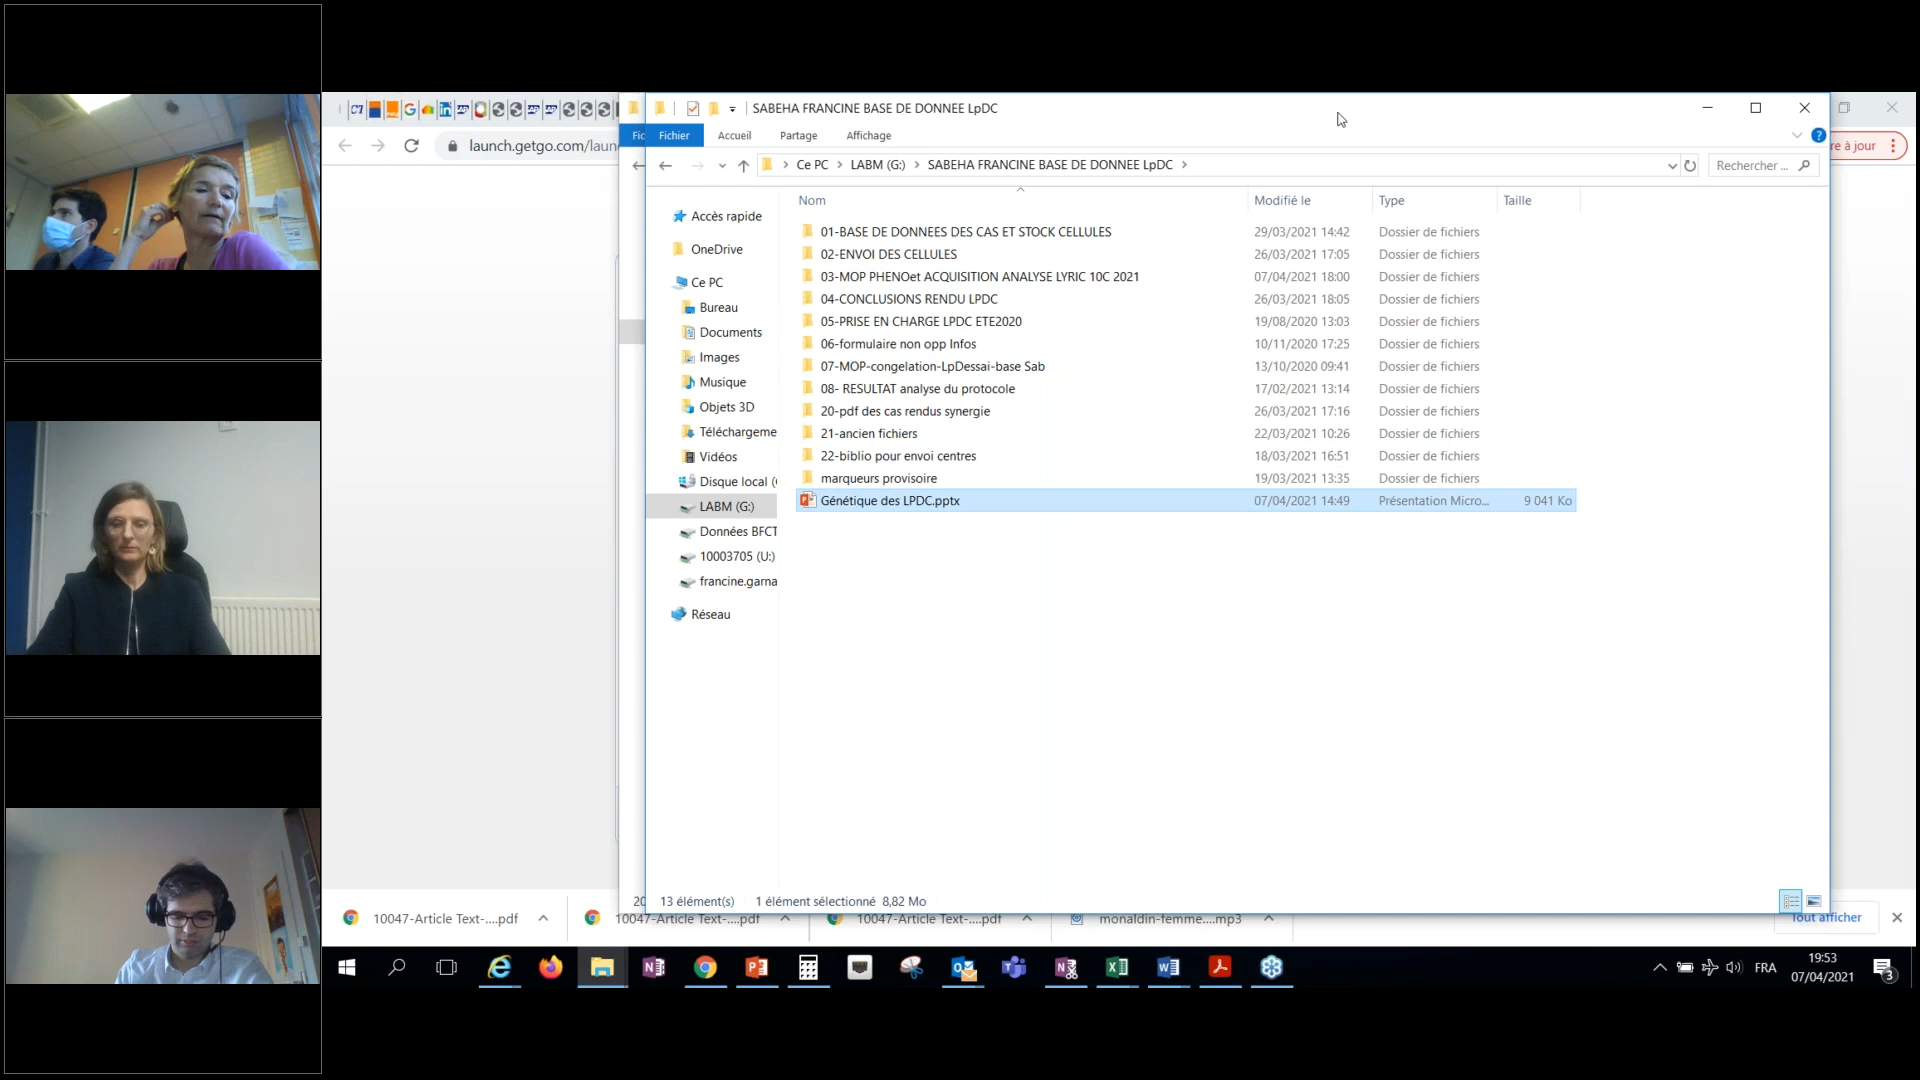 SABEHA FRANCINE BASE DE DONNEE LpDC
launch.getgo.com/laun
re à jour
Fic
Fichier Accueil Partage Affichage
Ce PC > LABM (G:) > SABEHA FRANCINE BASE DE DONNEE LpDC >
Rechercher ...
Nom Modifié le Type Taille
Accès rapide
OneDrive
Ce PC
Bureau
Documents
Images
Musique
Objets 3D
Téléchargeme
Vidéos
Disque local (
LABM (G:)
Données BFCT
10003705 (U:)
francine.garna
Réseau
01-BASE DE DONNEES DES CAS ET STOCK CELLULES 29/03/2021 14:42 Dossier de fichiers
02-ENVOI DES CELLULES 26/03/2021 17:05 Dossier de fichiers
03-MOP PHENOet ACQUISITION ANALYSE LYRIC 10C 2021 07/04/2021 18:00 Dossier de fichiers
04-CONCLUSIONS RENDU LPDC 26/03/2021 18:05 Dossier de fichiers
05-PRISE EN CHARGE LPDC ETE2020 19/08/2020 13:03 Dossier de fichiers
06-formulaire non opp Infos 10/11/2020 17:25 Dossier de fichiers
07-MOP-congelation-LpDessai-base Sab 13/10/2020 09:41 Dossier de fichiers
08- RESULTAT analyse du protocole 17/02/2021 13:14 Dossier de fichiers
20-pdf des cas rendus synergie 26/03/2021 17:16 Dossier de fichiers
21-ancien fichiers 22/03/2021 10:26 Dossier de fichiers
22-biblio pour envoi centres 18/03/2021 16:51 Dossier de fichiers
marqueurs provisoire 19/03/2021 13:35 Dossier de fichiers
Génétique des LPDC.pptx 07/04/2021 14:49 Présentation Micro... 9 041 Ko
20
13 élément(s) 1 élément sélectionné 8,82 Mo
10047-Article Text-....pdf
10047-Article Text-....pdf
10047-Article Text-....pdf
monaldin-femme....mp3
Tout afficher
FRA
19:53
07/04/2021
3